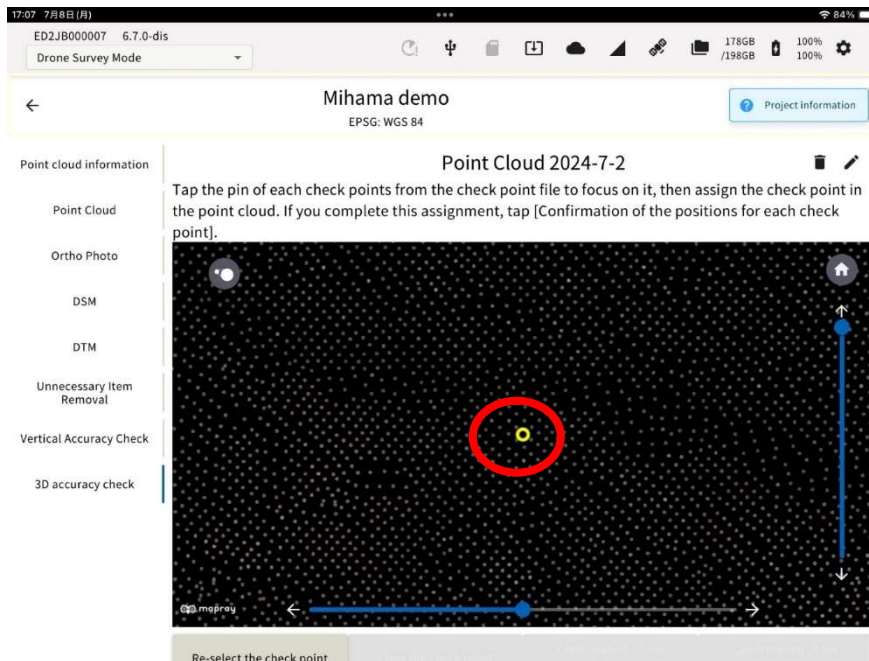 17:07 7月8日(月)
84%
ED2JB000007 6.7.0-dis
Drone Survey Mode
178GB
/198GB
100%
100%
Mihama demo
EPSG: WGS 84
Project information
Point cloud information
Point Cloud
Ortho Photo
DSM
DTM
Unnecessary Item
Removal
Vertical Accuracy Check
3D accuracy check
Point Cloud 2024-7-2
Tap the pin of each check points from the check point file to focus on it, then assign the check point in
the point cloud. If you complete this assignment, tap [Confirmation of the positions for each check
point].
mapray
Re-select the check point